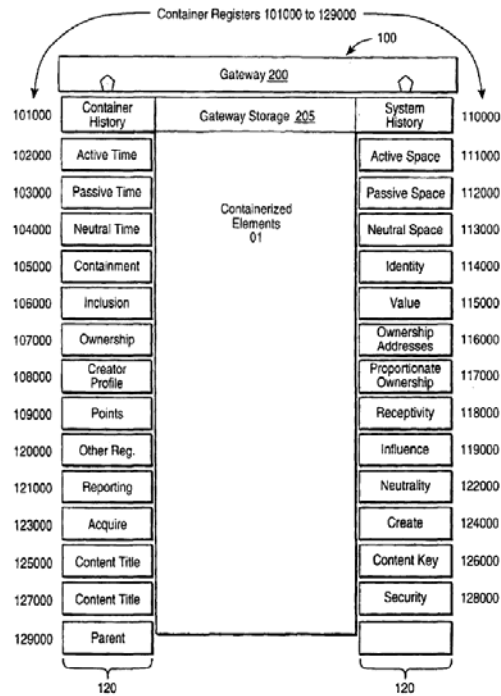 Container Registers 101000 to 129000
100
Gateway 200
101000 Container History Gateway Storage 205 System History 110000
102000 Active Time Active Space 111000
103000 Passive Time Passive Space 112000
104000 Neutral Time Neutral Space 113000
Containerized
Elements
01
105000 Containment Identity 114000
106000 Inclusion Value 115000
107000 Ownership Ownership Addresses 116000
108000 Creator Profile Proportionate Ownership 117000
109000 Points Receptivity 118000
120000 Other Reg. Influence 119000
121000 Reporting Neutrality 122000
123000 Acquire Create 124000
125000 Content Title Content Key 126000
127000 Content Title Security 128000
129000 Parent
120 120